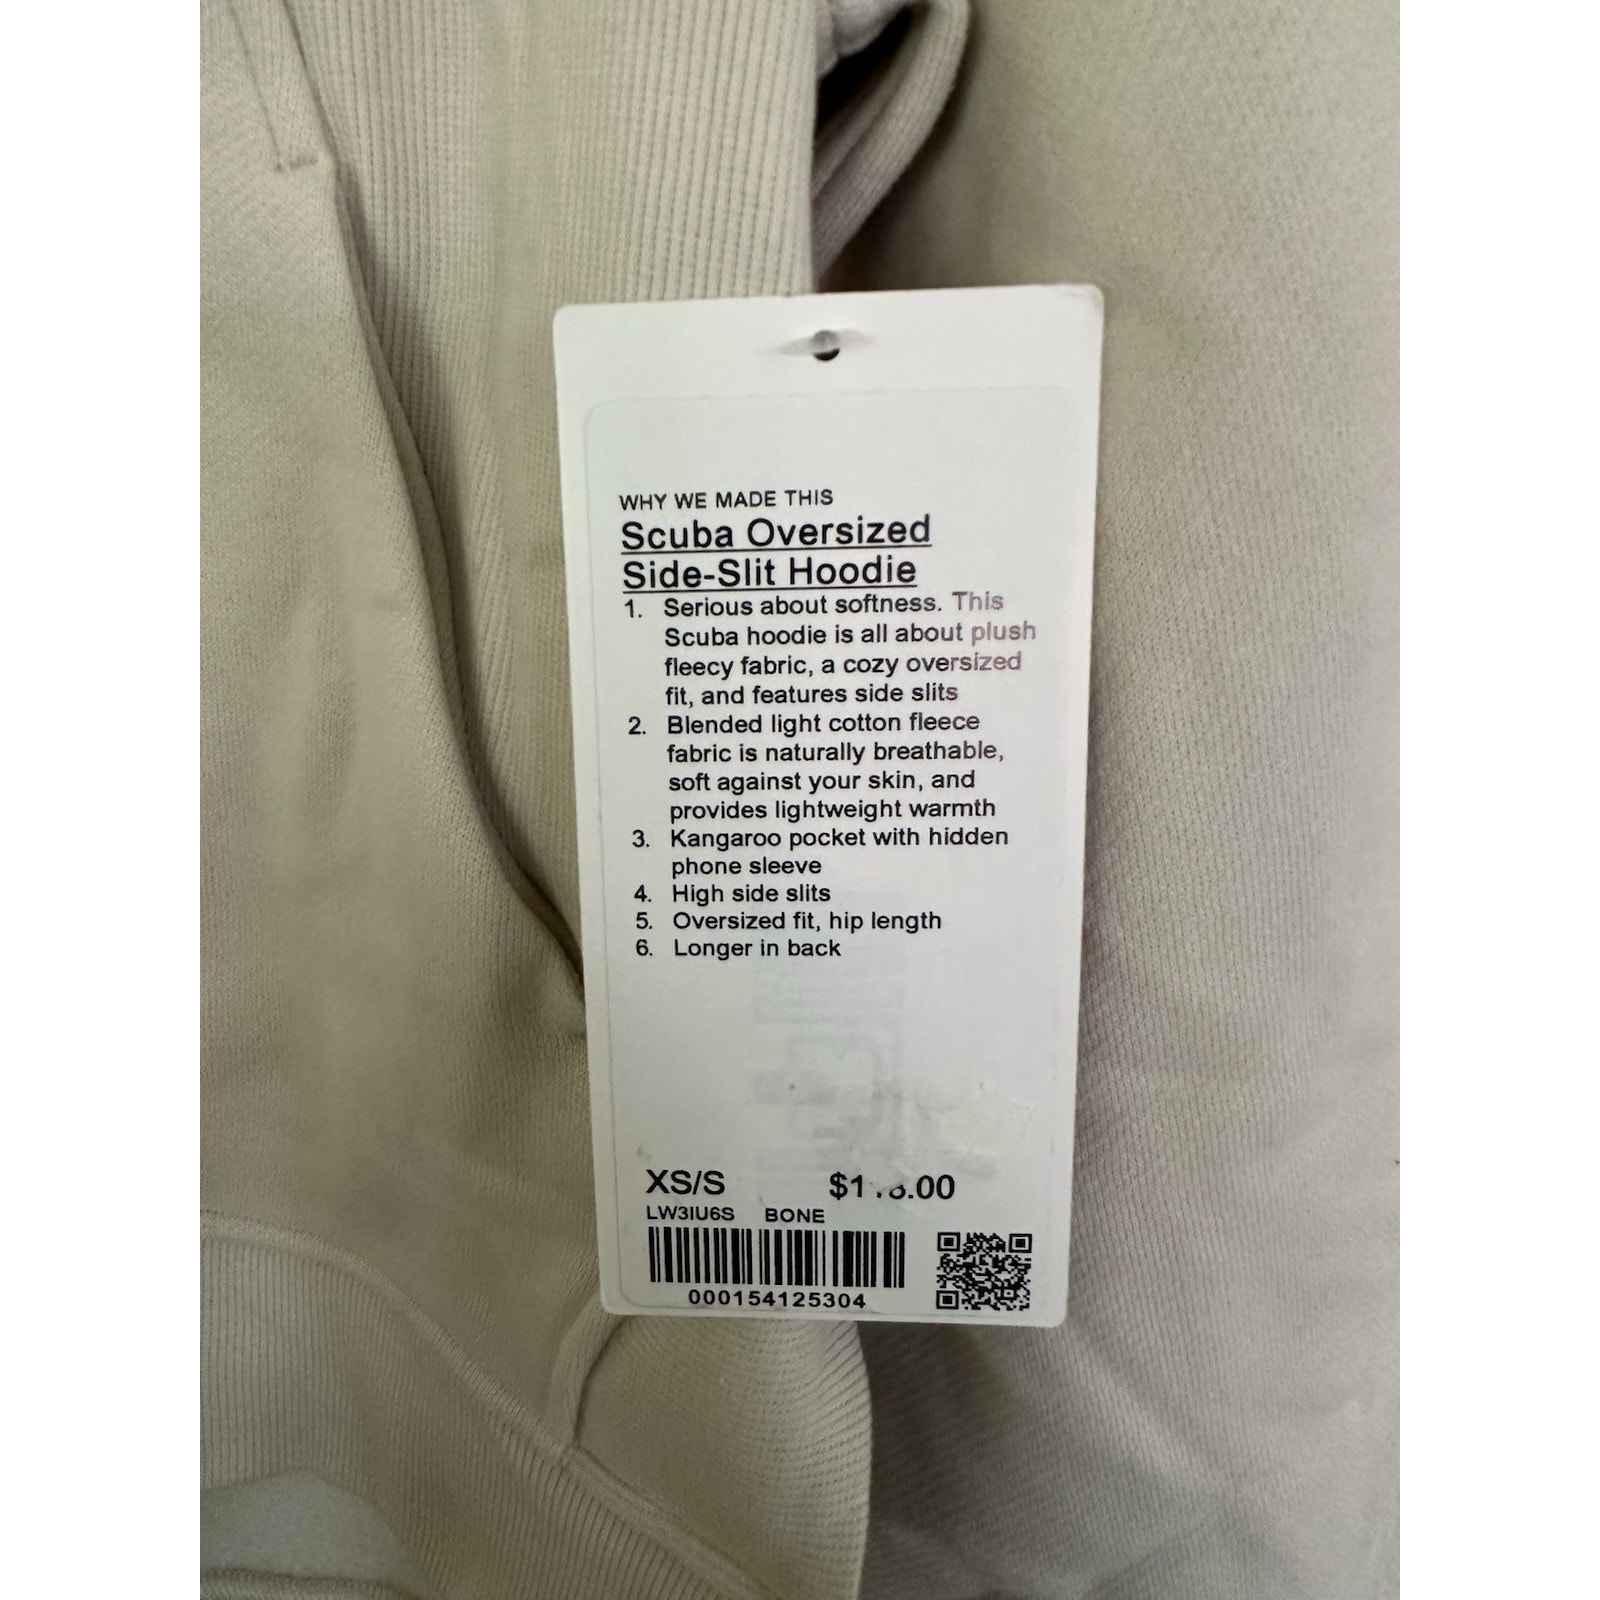 WHY WE MADE THIS
Scuba Oversized
Side-Slit Hoodie
1. Serious about softness. This
Scuba hoodie is all about plush
fleecy fabric, a cozy oversized
fit, and features side slits
2. Blended light cotton fleece
fabric is naturally breathable,
soft against your skin, and
provides lightweight warmth
3. Kangaroo pocket with hidden
phone sleeve
4. High side slits
5. Oversized fit, hip length
6. Longer in back
XS/S
LW3IU6S BONE
000154125304